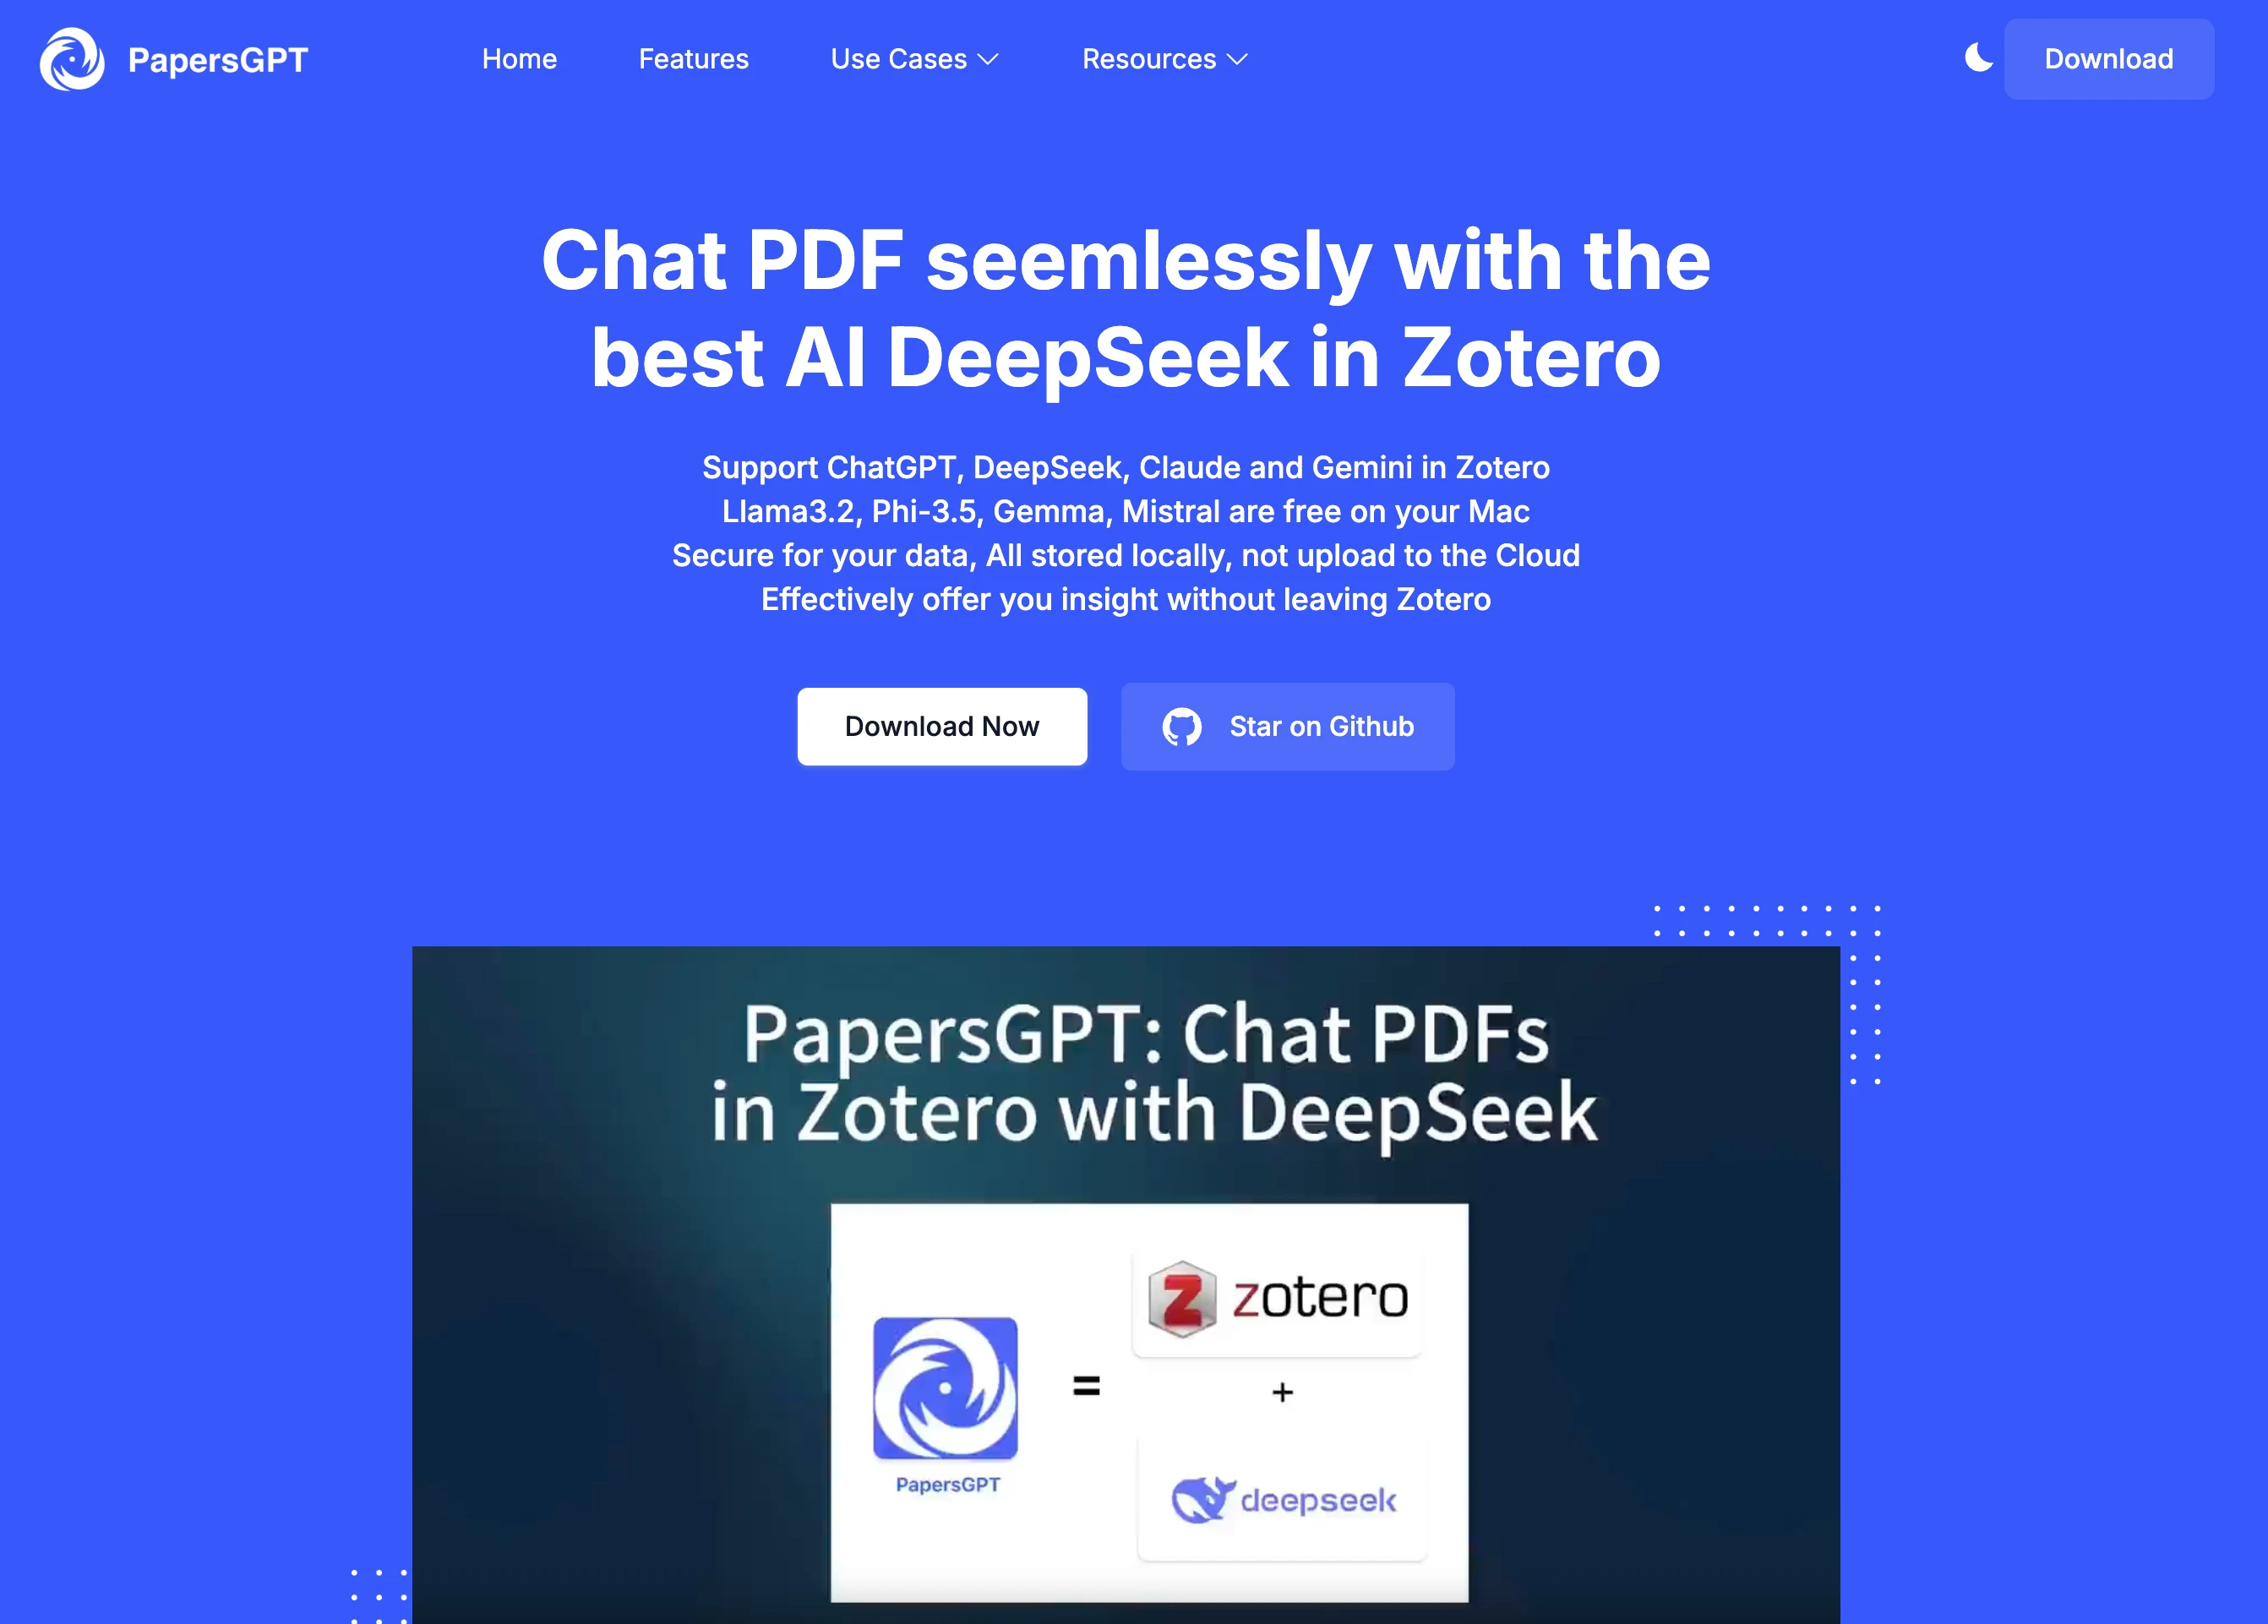 PapersGPT
Home
Features
Use Cases
Resources
Download
Chat PDF seemlessly with the
best AI DeepSeek in Zotero
Support ChatGPT, DeepSeek, Claude and Gemini in Zotero
Llama3.2, Phi-3.5, Gemma, Mistral are free on your Mac
Secure for your data, All stored locally, not upload to the Cloud
Effectively offer you insight without leaving Zotero
Download Now
Star on Github
PapersGPT: Chat PDFs
in Zotero with DeepSeek
PapersGPT
=
zotero
+
deepseek